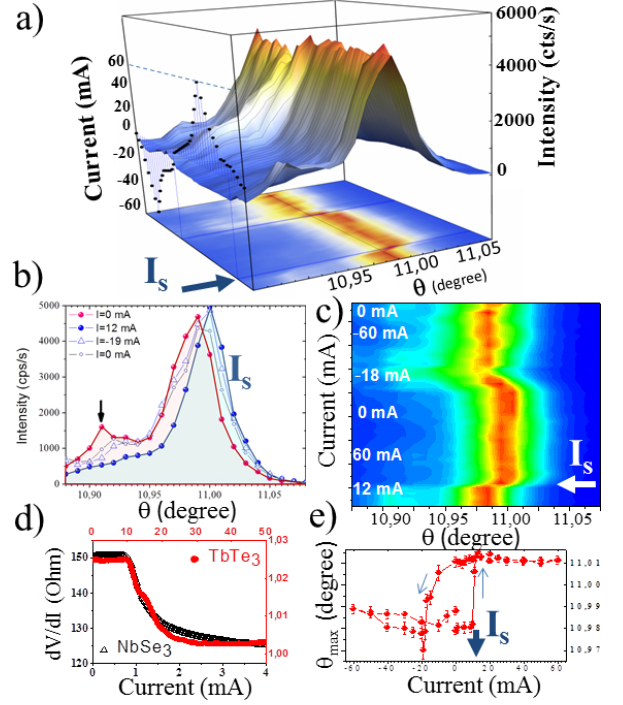 a)
Current (mA)
60
40
20
0
-20
-40
-60
6000
4000
2000
0
Intensity (cts/s)
10,95
11,00
11,05
θ (degree)
Is
b)
I=0 mA
I=12 mA
I=-19 mA
I=0 mA
Is
5000
4000
3000
2000
1000
0
Intensity (cps/s)
10,90
10,95
11,00
11,05
θ (degree)
c)
Current (mA)
0 mA
-60 mA
-18 mA
0 mA
60 mA
12 mA
Is
10,90
10,95
11,00
11,05
θ (degree)
d)
0
10
20
30
40
50
TbTe3
NbSe3
150
140
130
120
dV/dI (Ohm)
1,03
1,02
1,01
1,00
0
1
2
3
4
Current (mA)
e)
θmax (degree)
11,01
10,99
10,98
10,97
Is
-60
-40
-20
0
20
40
60
Current (mA)